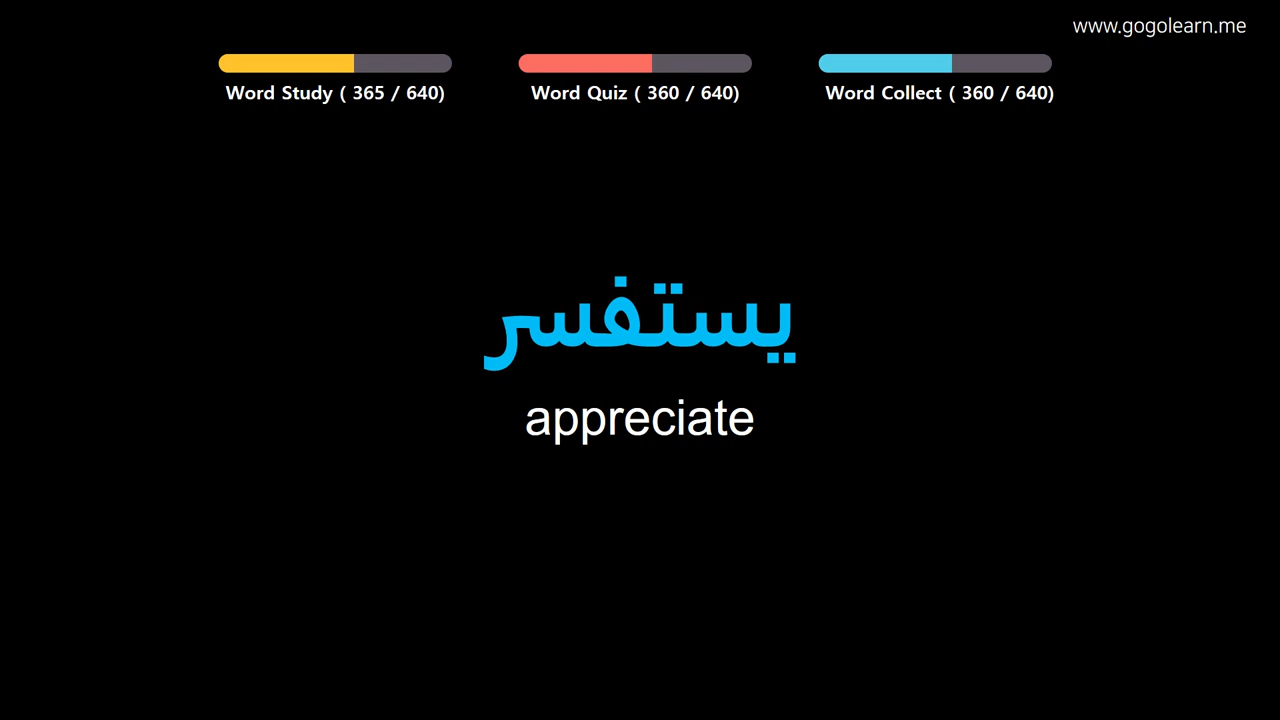 www.gogolearn.me
Word Study ( 365 / 640)
Word Quiz ( 360 / 640)
Word Collect ( 360 / 640)
يستفسر
appreciate